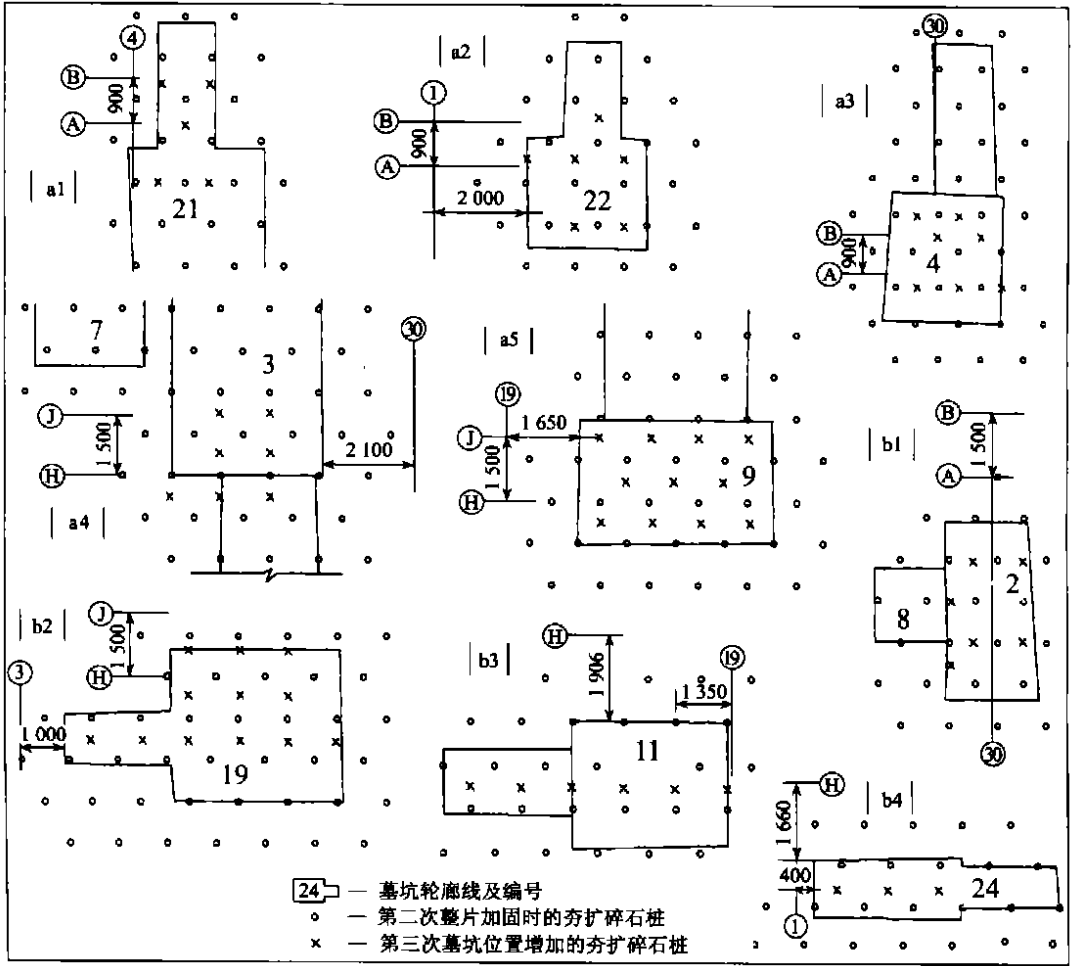 4
B
900
A
a1
21
a2
1
B
900
A
2 000
22
30
a3
B
900
A
4
7
3
30
J
1 500
H
2 100
a4
a5
19
J
1 650
1 500
H
9
B
b1
1 500
A
2
8
30
b2
J
1 500
H
3
1 000
19
b3
H
1 906
19
1 350
11
H
b4
1 660
400
24
1
24 — 墓坑轮廓线及编号
— 第二次整片加固时的夯扩碎石桩
× — 第三次墓坑位置增加的夯扩碎石桩